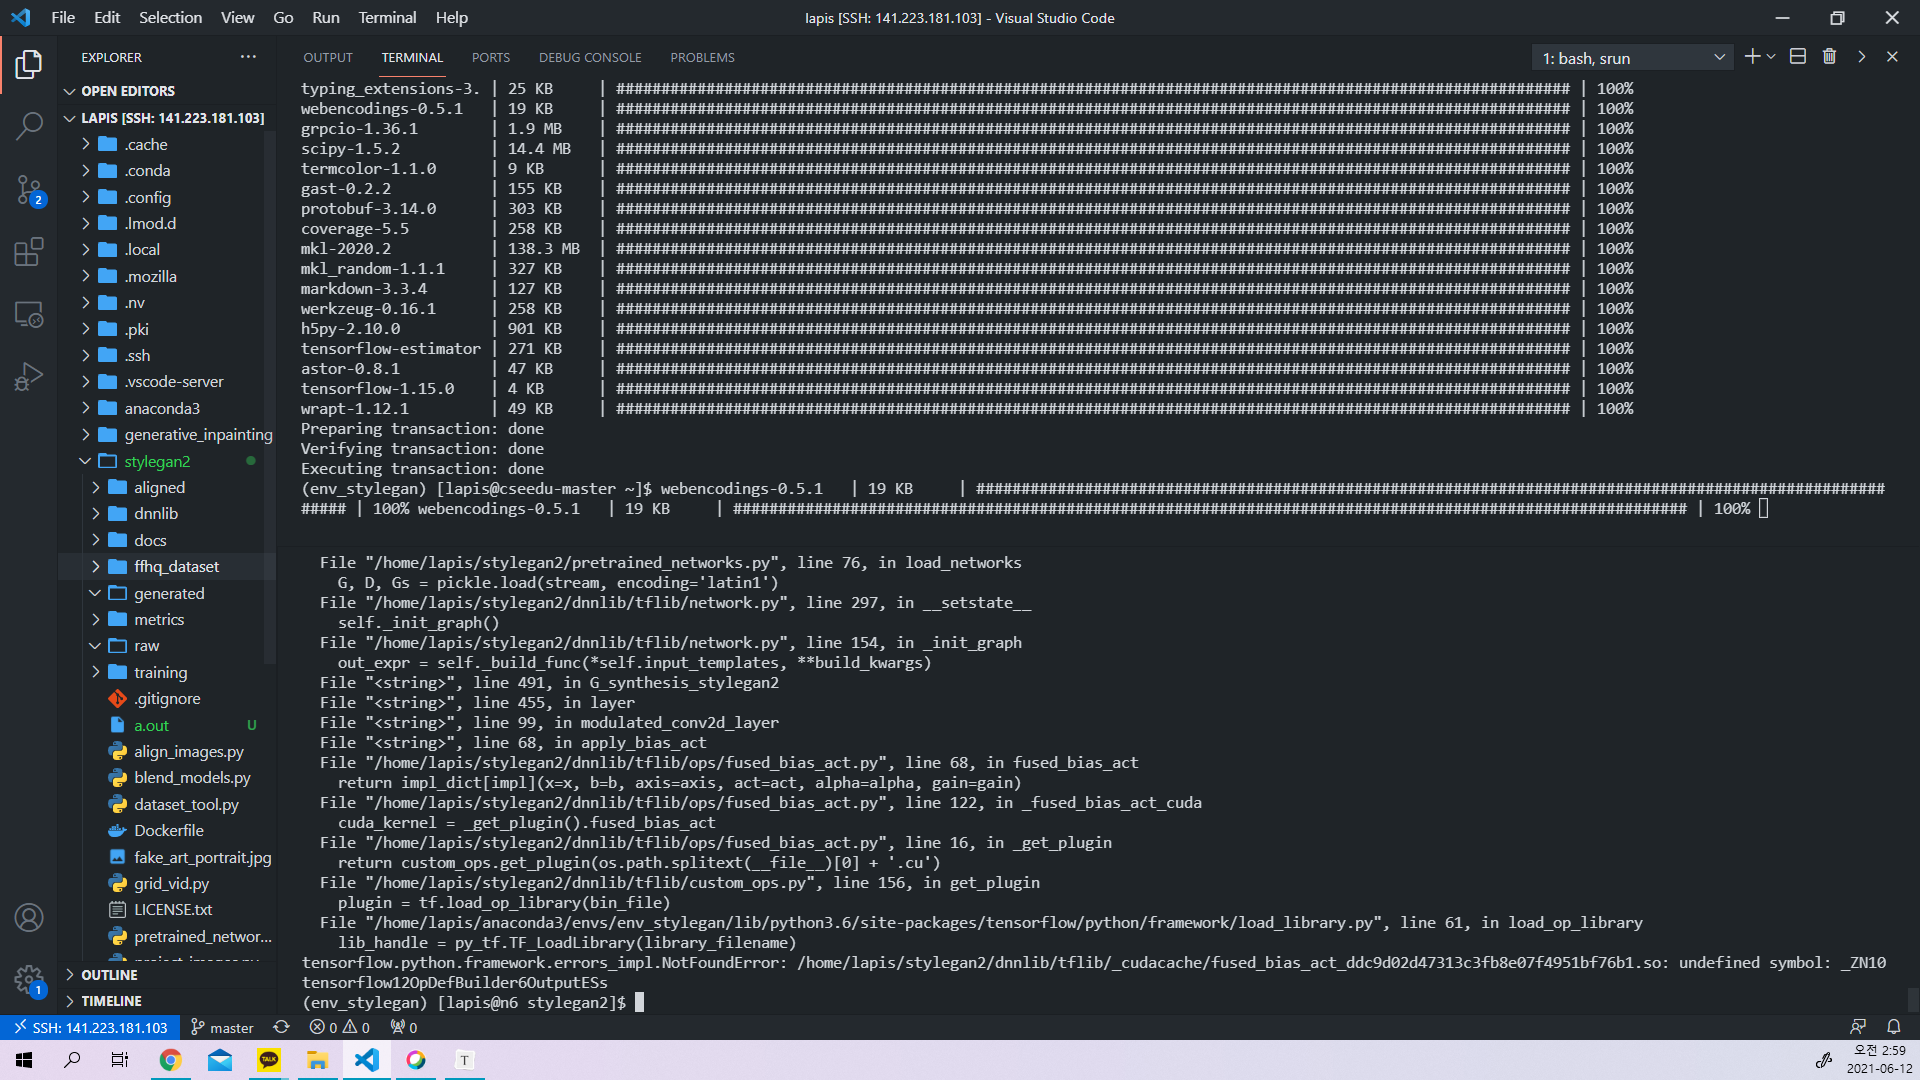 File Edit Selection View Go Run Terminal Help
lapis [SSH: 141.223.181.103] - Visual Studio Code
EXPLORER
OPEN EDITORS
LAPIS [SSH: 141.223.181.103]
.cache
.conda
.config
.lmod.d
.local
.mozilla
.nv
.pki
.ssh
.vscode-server
anaconda3
generative_inpainting
stylegan2
aligned
dnnlib
docs
ffhq_dataset
generated
metrics
raw
training
.gitignore
a.out U
align_images.py
blend_models.py
dataset_tool.py
Dockerfile
fake_art_portrait.jpg
grid_vid.py
LICENSE.txt
pretrained_networ...
OUTLINE
TIMELINE
2
1
OUTPUT TERMINAL PORTS DEBUG CONSOLE PROBLEMS
1: bash, srun
typing_extensions-3. | 25 KB | ########################################################################################################## | 100%
webencodings-0.5.1 | 19 KB | ########################################################################################################## | 100%
grpcio-1.36.1 | 1.9 MB | ########################################################################################################## | 100%
scipy-1.5.2 | 14.4 MB | ########################################################################################################## | 100%
termcolor-1.1.0 | 9 KB | ########################################################################################################## | 100%
gast-0.2.2 | 155 KB | ########################################################################################################## | 100%
protobuf-3.14.0 | 303 KB | ########################################################################################################## | 100%
coverage-5.5 | 258 KB | ########################################################################################################## | 100%
mkl-2020.2 | 138.3 MB | ########################################################################################################## | 100%
mkl_random-1.1.1 | 327 KB | ########################################################################################################## | 100%
markdown-3.3.4 | 127 KB | ########################################################################################################## | 100%
werkzeug-0.16.1 | 258 KB | ########################################################################################################## | 100%
h5py-2.10.0 | 901 KB | ########################################################################################################## | 100%
tensorflow-estimator | 271 KB | ########################################################################################################## | 100%
astor-0.8.1 | 47 KB | ########################################################################################################## | 100%
tensorflow-1.15.0 | 4 KB | ########################################################################################################## | 100%
wrapt-1.12.1 | 49 KB | ########################################################################################################## | 100%
Preparing transaction: done
Verifying transaction: done
Executing transaction: done
(env_stylegan) [lapis@cseedu-master ~]$ webencodings-0.5.1 | 19 KB | #####################################################################################################
##### | 100% webencodings-0.5.1 | 19 KB | ########################################################################################################## | 100%
File "/home/lapis/stylegan2/pretrained_networks.py", line 76, in load_networks
G, D, Gs = pickle.load(stream, encoding='latin1')
File "/home/lapis/stylegan2/dnnlib/tflib/network.py", line 297, in __setstate__
self._init_graph()
File "/home/lapis/stylegan2/dnnlib/tflib/network.py", line 154, in _init_graph
out_expr = self._build_func(*self.input_templates, **build_kwargs)
File "<string>", line 491, in G_synthesis_stylegan2
File "<string>", line 455, in layer
File "<string>", line 99, in modulated_conv2d_layer
File "<string>", line 68, in apply_bias_act
File "/home/lapis/stylegan2/dnnlib/tflib/ops/fused_bias_act.py", line 68, in fused_bias_act
return impl_dict[impl](x=x, b=b, axis=axis, act=act, alpha=alpha, gain=gain)
File "/home/lapis/stylegan2/dnnlib/tflib/ops/fused_bias_act.py", line 122, in _fused_bias_act_cuda
cuda_kernel = _get_plugin().fused_bias_act
File "/home/lapis/stylegan2/dnnlib/tflib/ops/fused_bias_act.py", line 16, in _get_plugin
return custom_ops.get_plugin(os.path.splitext(__file__)[0] + '.cu')
File "/home/lapis/stylegan2/dnnlib/tflib/custom_ops.py", line 156, in get_plugin
plugin = tf.load_op_library(bin_file)
File "/home/lapis/anaconda3/envs/env_stylegan/lib/python3.6/site-packages/tensorflow/python/framework/load_library.py", line 61, in load_op_library
lib_handle = py_tf.TF_LoadLibrary(library_filename)
tensorflow.python.framework.errors_impl.NotFoundError: /home/lapis/stylegan2/dnnlib/tflib/_cudacache/fused_bias_act_ddc9d02d47313c3fb8e07f4951bf76b1.so: undefined symbol: _ZN10
tensorflow12OpDefBuilder6OutputESs
(env_stylegan) [lapis@n6 stylegan2]$
SSH: 141.223.181.103 master 0 0 0
TALK
T
오전 2:59
2021-06-12